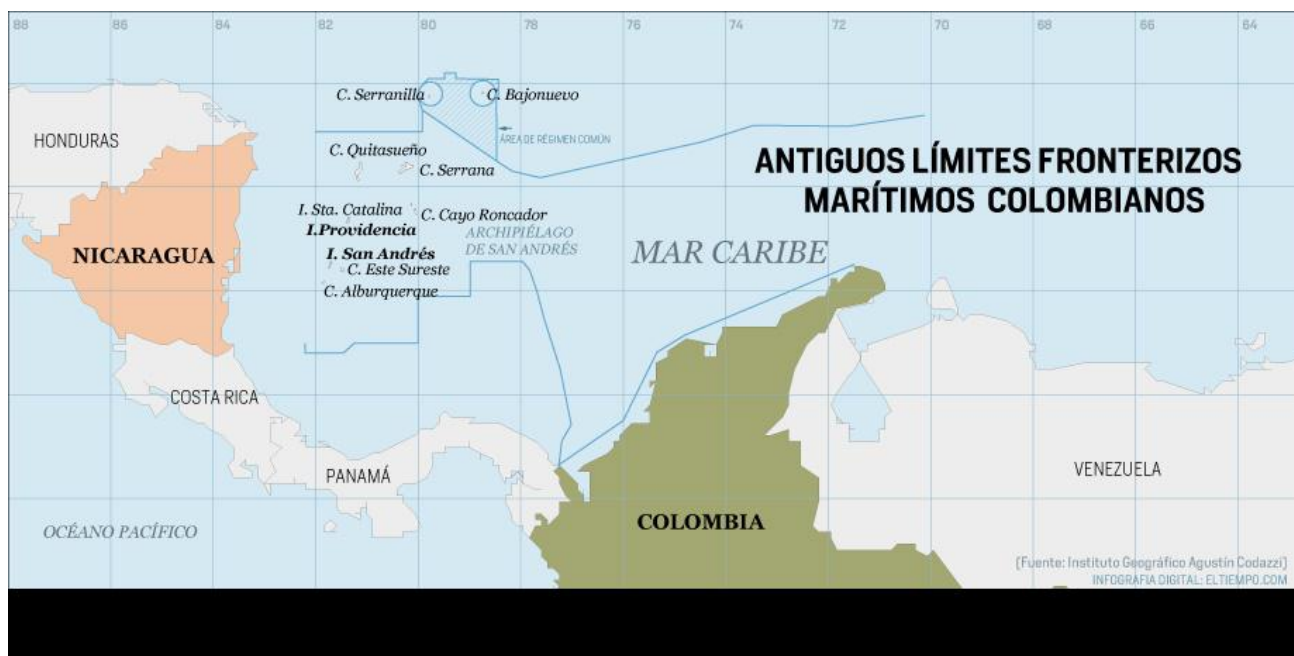 88 86 84 82 80 78 76 74 72 70 68 66 64
C. Serranilla
C. Bajonuevo
HONDURAS
ÁREA DE RÉGIMEN COMÚN
C. Quitasueño
C. Serrana
ANTIGUOS LÍMITES FRONTERIZOS
MARÍTIMOS COLOMBIANOS
I. Sta. Catalina
C. Cayo Roncador
I.Providencia
ARCHIPIÉLAGO
DE SAN ANDRÉS
NICARAGUA
I. San Andrés
MAR CARIBE
C. Este Sureste
C. Alburquerque
COSTA RICA
PANAMÁ
VENEZUELA
OCÉANO PACÍFICO
COLOMBIA
(Fuente: Instituto Geográfico Agustín Codazzi)
INFOGRAFIA DIGITAL: ELTIEMPO.COM